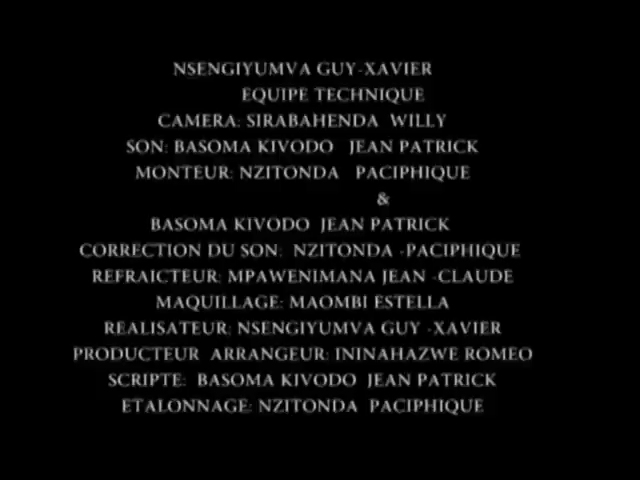 NSENGIYUMVA GUY-XAVIER
EQUIPE TECHNIQUE
CAMERA: SIRABAHENDA WILLY
SON: BASOMA KIVODO JEAN PATRICK
MONTEUR: NZITONDA PACIPHIQUE
&
BASOMA KIVODO JEAN PATRICK
CORRECTION DU SON: NZITONDA -PACIPHIQUE
REFRAICTEUR: MPAWENIMANA JEAN -CLAUDE
MAQUILLAGE: MAOMBI ESTELLA
REALISATEUR: NSENGIYUMVA GUY -XAVIER
PRODUCTEUR ARRANGEUR: ININAHAZWE ROMEO
SCRIPTE: BASOMA KIVODO JEAN PATRICK
ETALONNAGE: NZITONDA PACIPHIQUE